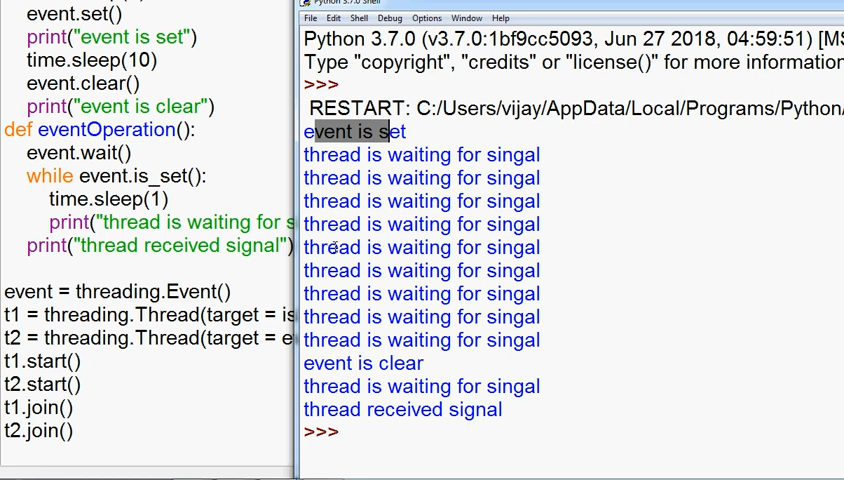 event.set()
print("event is set")
time.sleep(10)
event.clear()
print("event is clear")
def eventOperation():
event.wait()
while event.is_set():
time.sleep(1)
print("thread is waiting for s
print("thread received signal")
event = threading.Event()
t1 = threading.Thread(target = is
t2 = threading.Thread(target = e
t1.start()
t2.start()
t1.join()
t2.join()
Python 3.7.0 Shell
File Edit Shell Debug Options Window Help
Python 3.7.0 (v3.7.0:1bf9cc5093, Jun 27 2018, 04:59:51) [MS
Type "copyright", "credits" or "license()" for more information
>>>
RESTART: C:/Users/vijay/AppData/Local/Programs/Python/
event is set
thread is waiting for singal
thread is waiting for singal
thread is waiting for singal
thread is waiting for singal
thread is waiting for singal
thread is waiting for singal
thread is waiting for singal
thread is waiting for singal
thread is waiting for singal
event is clear
thread is waiting for singal
thread received signal
>>>